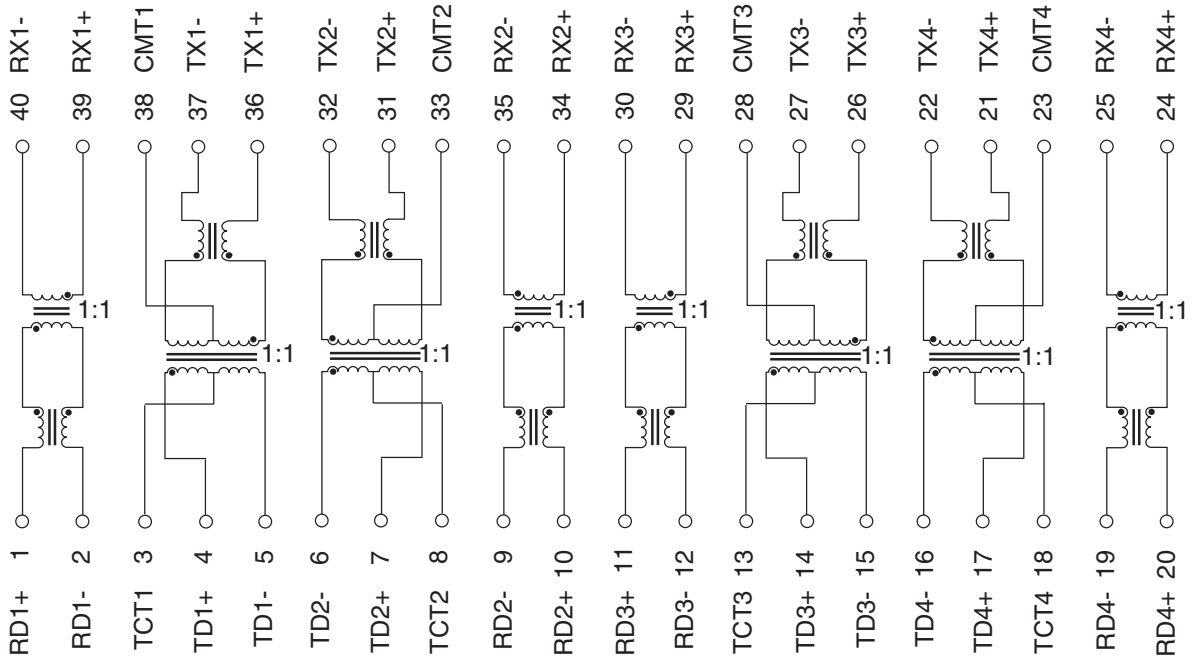 RX1-
RX1+
CMT1
TX1-
TX1+
TX2-
TX2+
CMT2
RX2-
RX2+
RX3-
RX3+
CMT3
TX3-
TX3+
TX4-
TX4+
CMT4
RX4-
RX4+
40
39
38
37
36
32
31
33
35
34
30
29
28
27
26
22
21
23
25
24
1:1
1:1
1:1
1:1
1:1
1:1
1:1
1:1
1
2
3
4
5
6
7
8
9
10
11
12
13
14
15
16
17
18
19
20
RD1+
RD1-
TCT1
TD1+
TD1-
TD2-
TD2+
TCT2
RD2-
RD2+
RD3+
RD3-
TCT3
TD3+
TD3-
TD4-
TD4+
TCT4
RD4-
RD4+